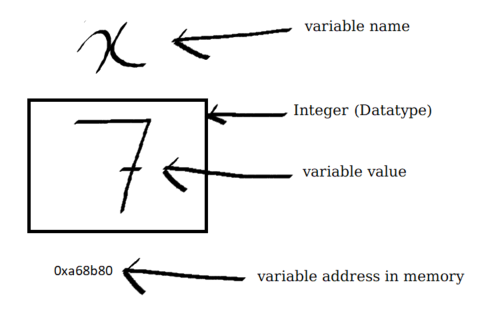 x
variable name
Integer (Datatype)
7
variable value
0xa68b80
variable address in memory